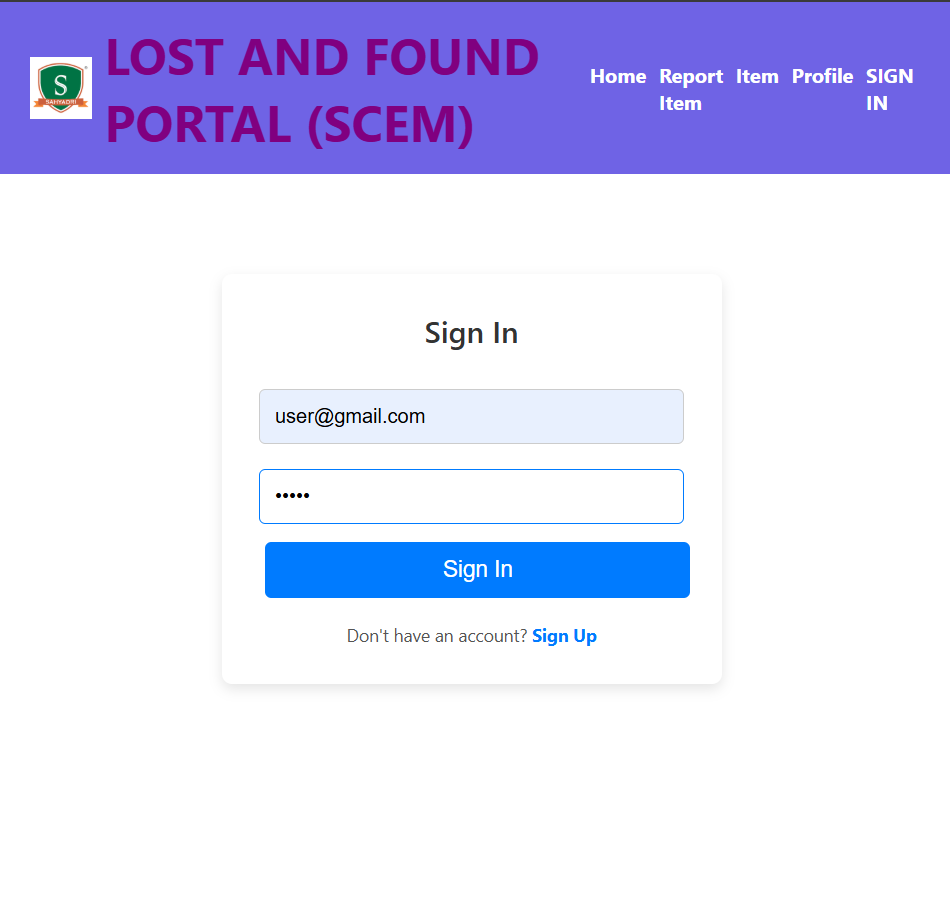 S
SAHYADRI
LOST AND FOUND
PORTAL (SCEM)
Home Report Item Profile SIGN
Item IN
Sign In
user@gmail.com
•••••
Sign In
Don't have an account? Sign Up